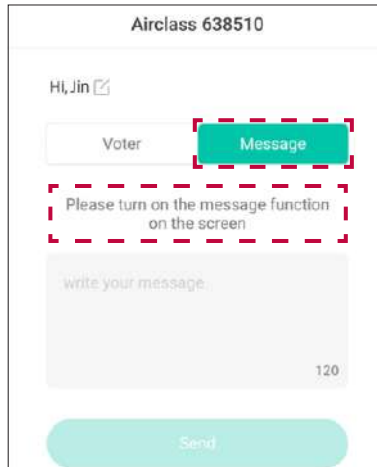 Airclass 638510
Hi, Jin
Voter
Message
Please turn on the message function
on the screen
write your message
120
Send